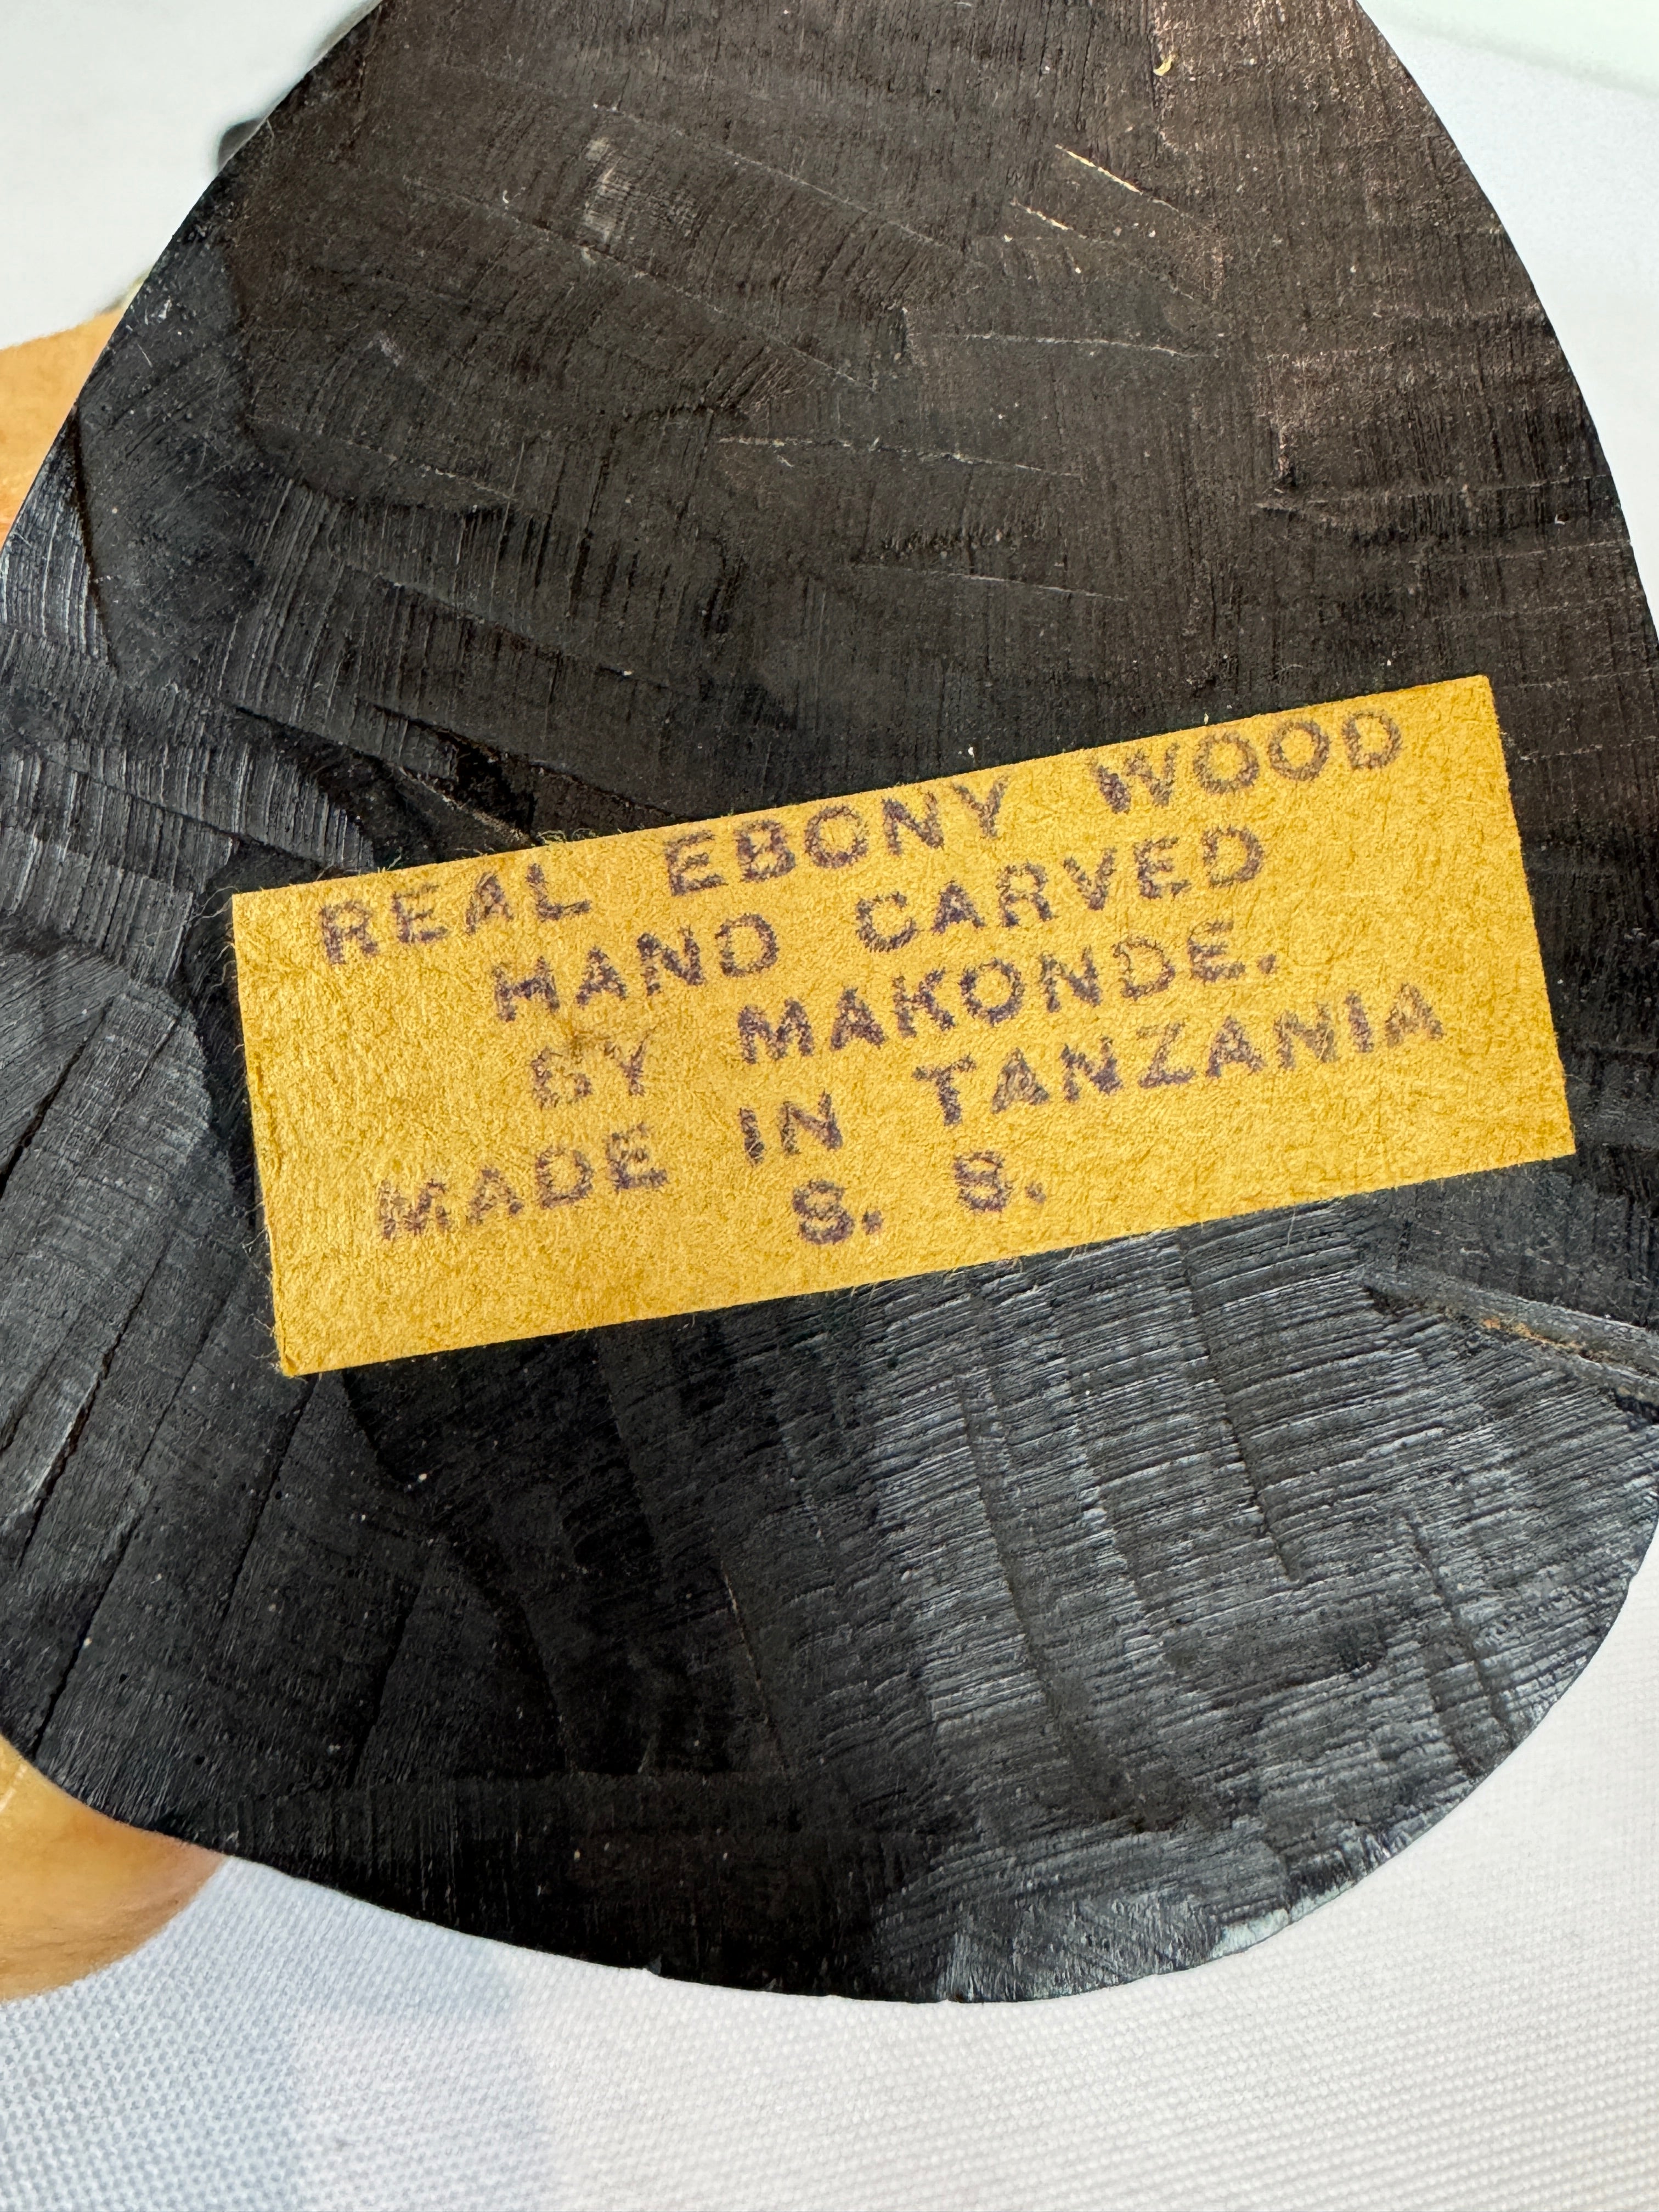 REAL EBONY WOOD
HAND CARVED
BY MAKONDE.
MADE IN TANZANIA
S. S.